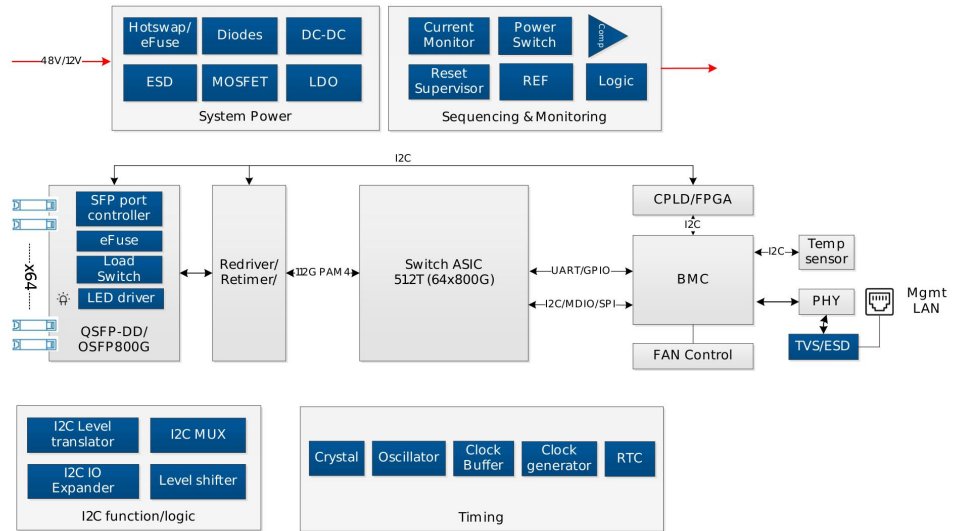 48V/12V
Hotswap/
eFuse
Diodes
DC-DC
ESD
MOSFET
LDO
System Power
Current
Monitor
Power
Switch
Comp
Reset
Supervisor
REF
Logic
Sequencing & Monitoring
I2C
x64
SFP port
controller
eFuse
Load
Switch
LED driver
QSFP-DD/
OSFP800G
Redriver/
Retimer/
112G PAM4
Switch ASIC
512T(64x800G)
UART/GPIO
I2C/MDIO/SPI
CPLD/FPGA
I2C
BMC
FAN Control
I2C
Temp
sensor
PHY
TVS/ESD
Mgmt
LAN
I2C Level
translator
I2C MUX
I2C IO
Expander
Level shifter
I2C function/logic
Crystal
Oscillator
Clock
Buffer
Clock
generator
RTC
Timing